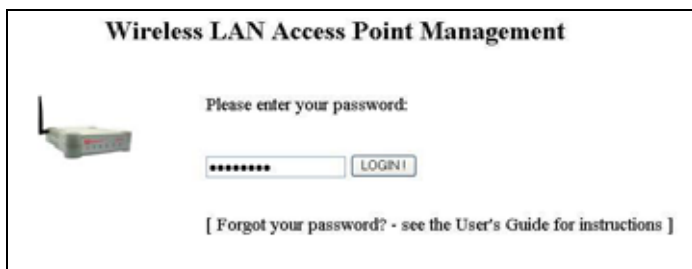 Wireless LAN Access Point Management
Please enter your password:
•••••••• LOGIN!
[ Forgot your password? - see the User's Guide for instructions ]